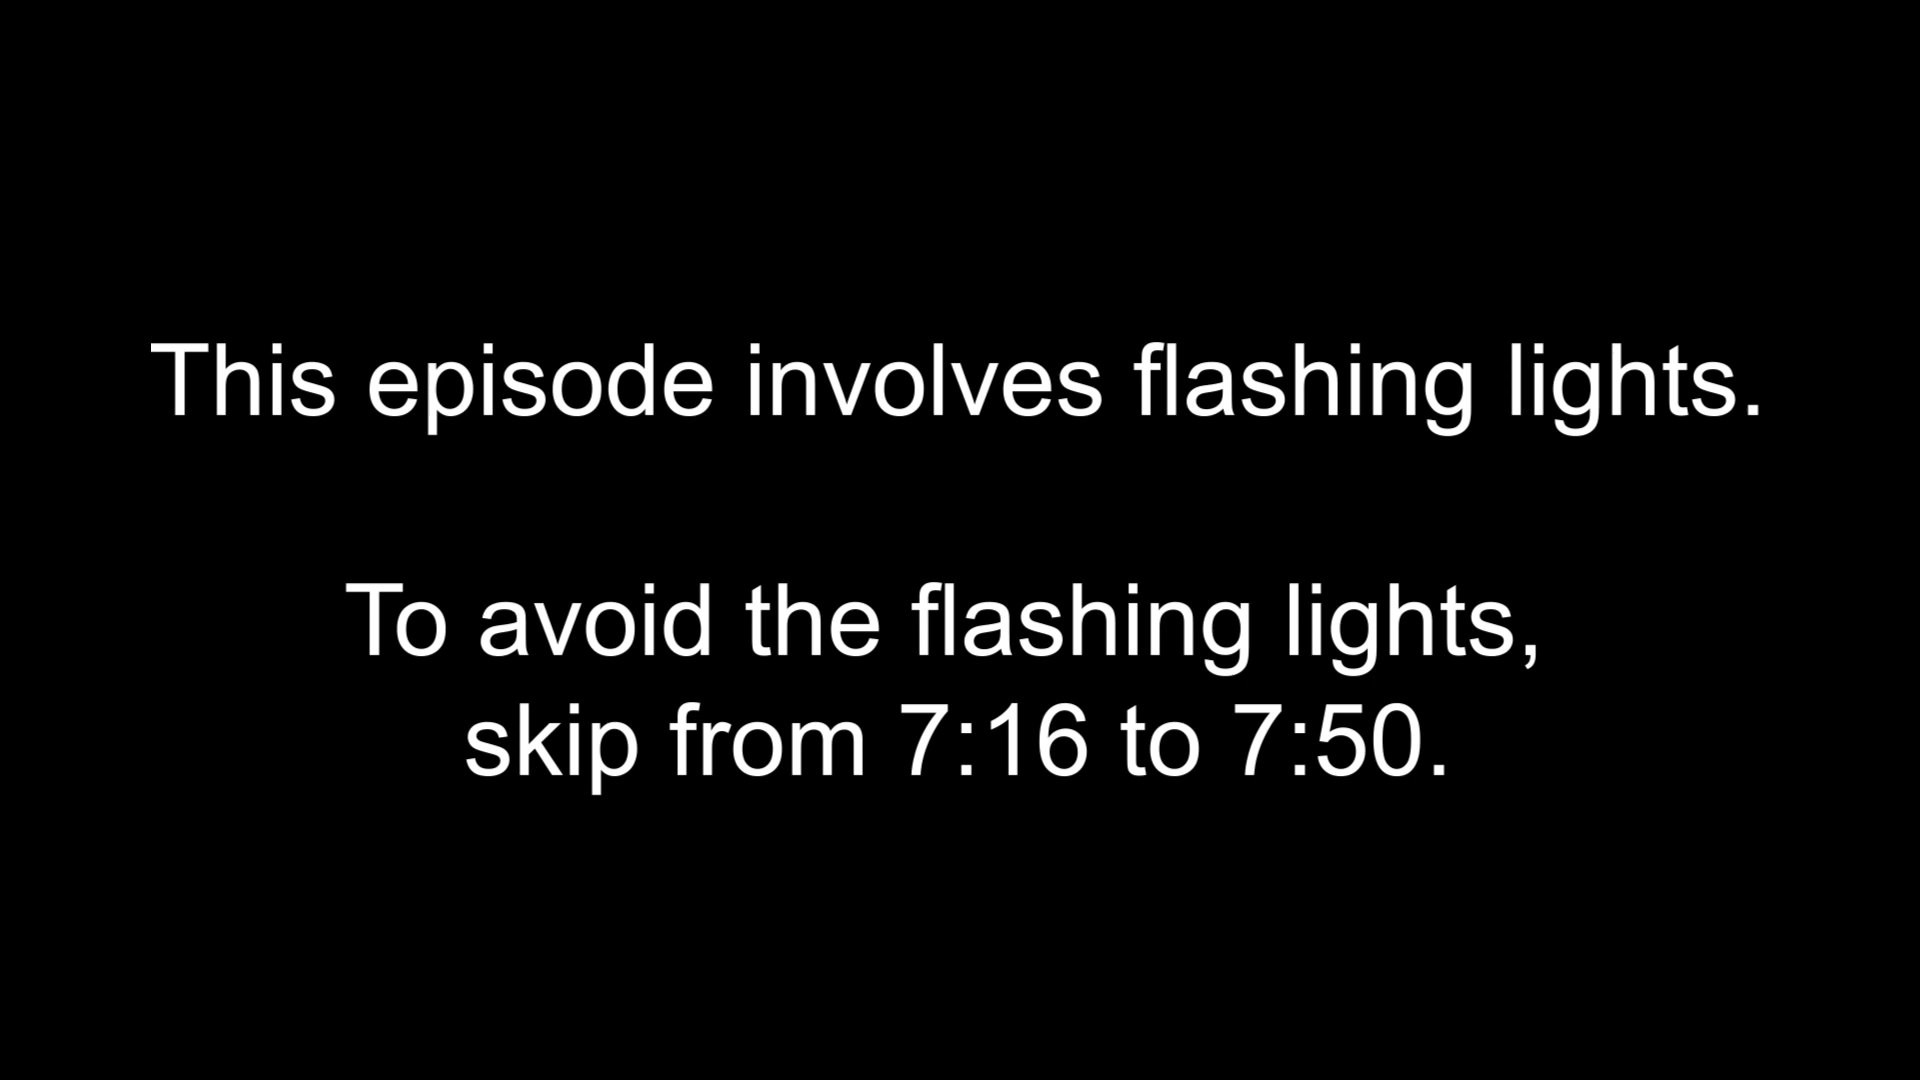 This episode involves flashing lights.
To avoid the flashing lights,
skip from 7:16 to 7:50.